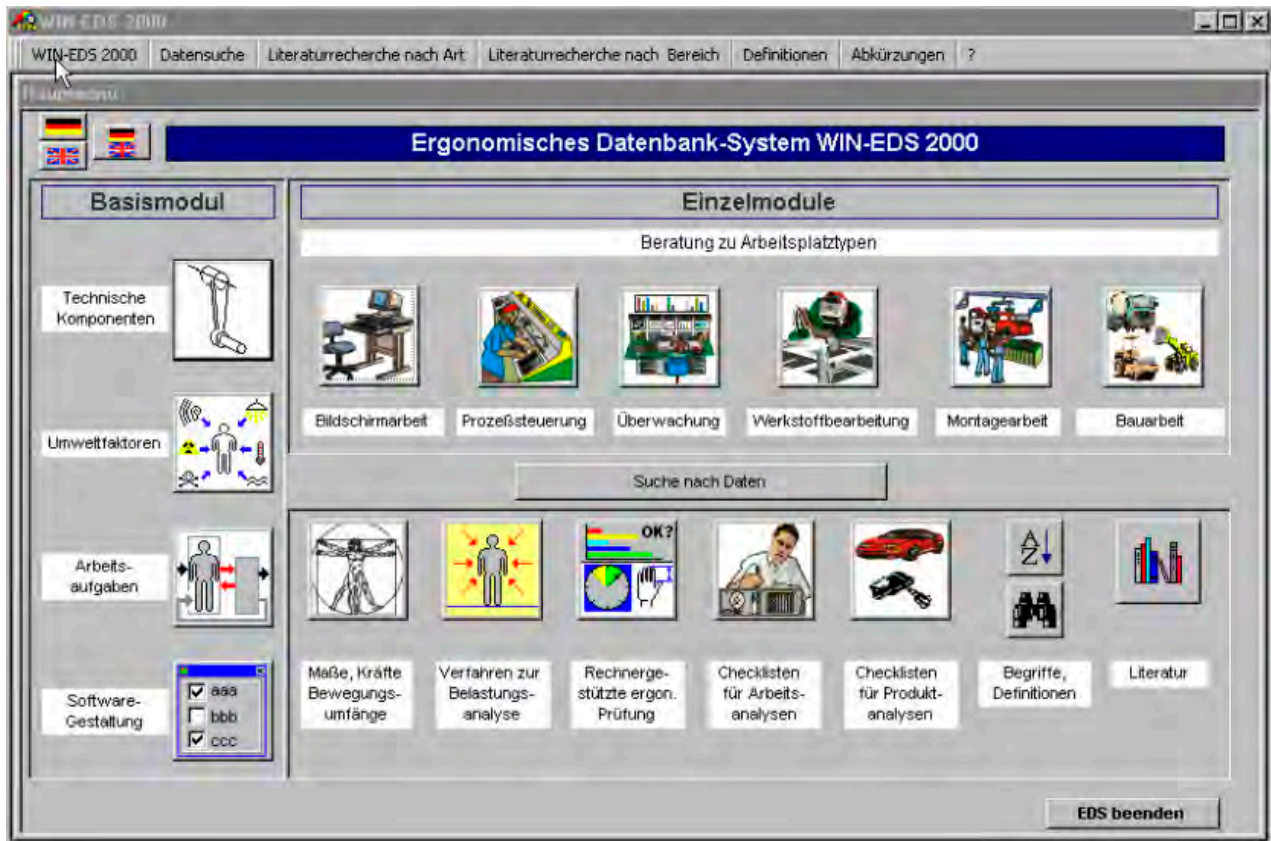 WIN-EDS 2000
WIN-EDS 2000 Datensuche Literaturrecherche nach Art Literaturrecherche nach Bereich Definitionen Abkürzungen ?
Hauptmenü
Ergonomisches Datenbank-System WIN-EDS 2000
Basismodul
Technische
Komponenten
Umweltfaktoren
Arbeits-
aufgaben
Software-
Gestaltung
aaa
bbb
ccc
Einzelmodule
Beratung zu Arbeitsplatztypen
Bildschirmarbeit Prozeßsteuerung Überwachung Werkstoffbearbeitung Montagearbeit Bauarbeit
Suche nach Daten
OK?
A
Z
Maße, Kräfte
Bewegungs-
umfänge
Verfahren zur
Belastungs-
analyse
Rechnerge-
stützte ergon.
Prüfung
Checklisten
für Arbeits-
analysen
Checklisten
für Produkt-
analysen
Begriffe,
Definitionen
Literatur
EDS beenden